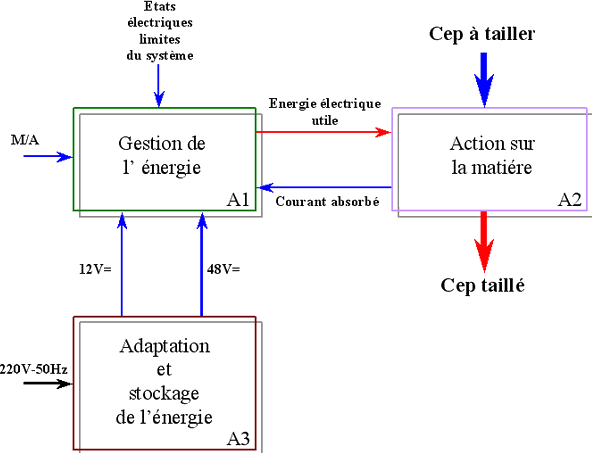 Etats
électriques
limites
du système
Cep à tailler
M/A
Gestion de
l' énergie
A1
Energie électrique
utile
Courant absorbé
Action sur
la matiére
A2
Cep taillé
12V=
48V=
220V-50Hz
Adaptation
et
stockage
de l'énergie
A3